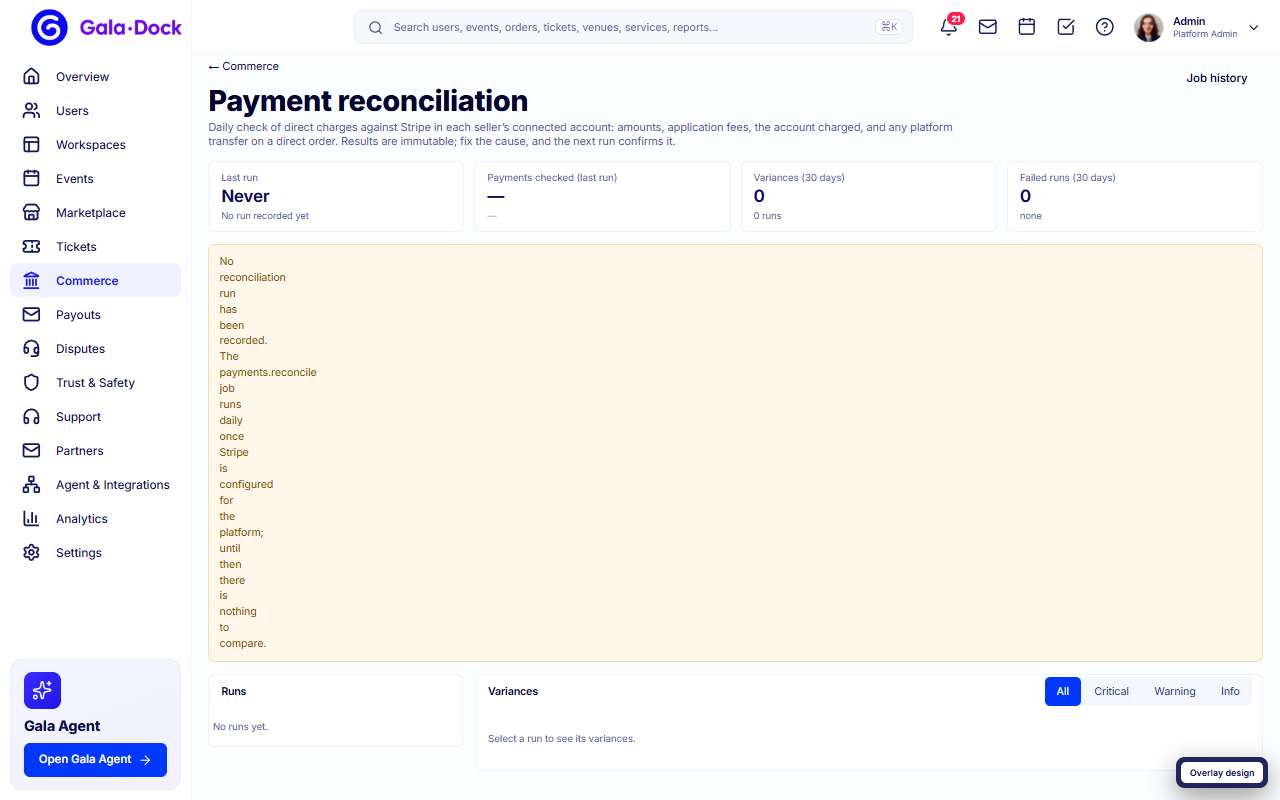 Gala·Dock
Search users, events, orders, tickets, venues, services, reports...
⌘K
21
Admin
Platform Admin
Overview
Users
Workspaces
Events
Marketplace
Tickets
Commerce
Payouts
Disputes
Trust & Safety
Support
Partners
Agent & Integrations
Analytics
Settings
Gala Agent
Open Gala Agent →
← Commerce
Job history
Payment reconciliation
Daily check of direct charges against Stripe in each seller's connected account: amounts, application fees, the account charged, and any platform
transfer on a direct order. Results are immutable; fix the cause, and the next run confirms it.
Last run
Never
No run recorded yet
Payments checked (last run)
—
—
Variances (30 days)
0
0 runs
Failed runs (30 days)
0
none
No
reconciliation
run
has
been
recorded.
The
payments.reconcile
job
runs
daily
once
Stripe
is
configured
for
the
platform;
until
then
there
is
nothing
to
compare.
Runs
No runs yet.
Variances
All
Critical
Warning
Info
Select a run to see its variances.
Overlay design